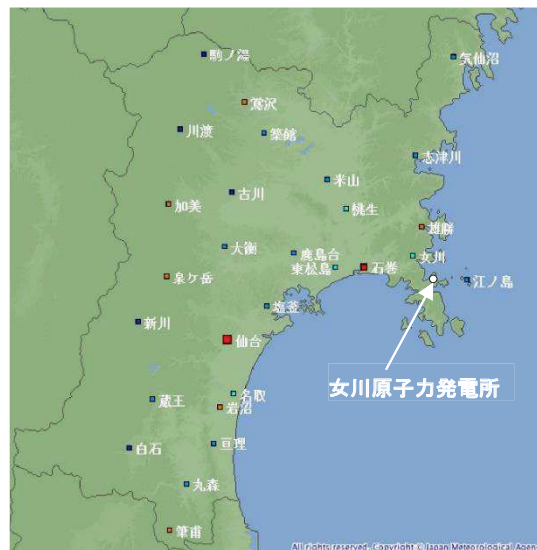 駒ノ湯
気仙沼
鶯沢
川渡
築館
志津川
米山
古川
加美
桃生
雄勝
大衡
鹿島台
女川
東松島
石巻
泉ケ岳
江ノ島
塩釜
新川
仙台
女川原子力発電所
名取
蔵王
岩沼
亘理
白石
丸森
筆甫
All rights reserved. Copyright © Japan Meteorological Agen